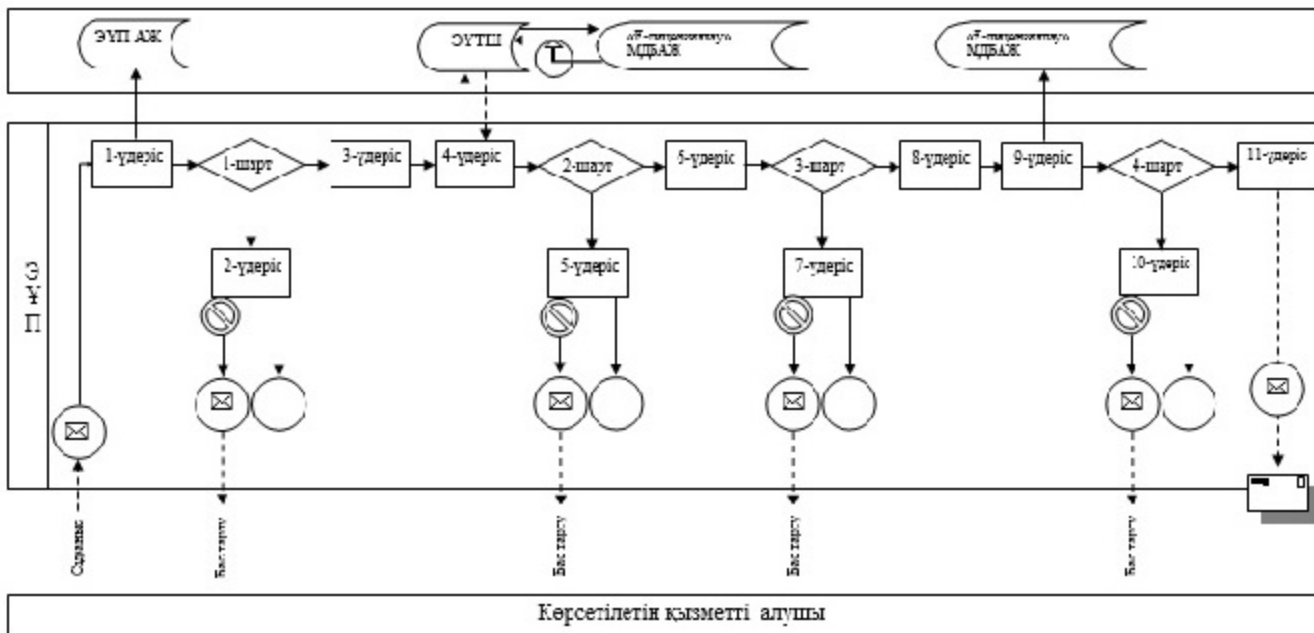 ЭҮП АЖ
ЭҮТШ
МДБАЖ
МДБАЖ
1-үдеріс
1-шарт
3-үдеріс
4-үдеріс
2-шарт
5-үдеріс
3-шарт
8-үдеріс
9-үдеріс
4-шарт
11-үдеріс
2-үдеріс
5-үдеріс
7-үдеріс
10-үдеріс
Э
Ұ
П
Сұраныс
Бас тарту
Бас тарту
Бас тарту
Бас тарту
Көрсетілетін қызметті алушы